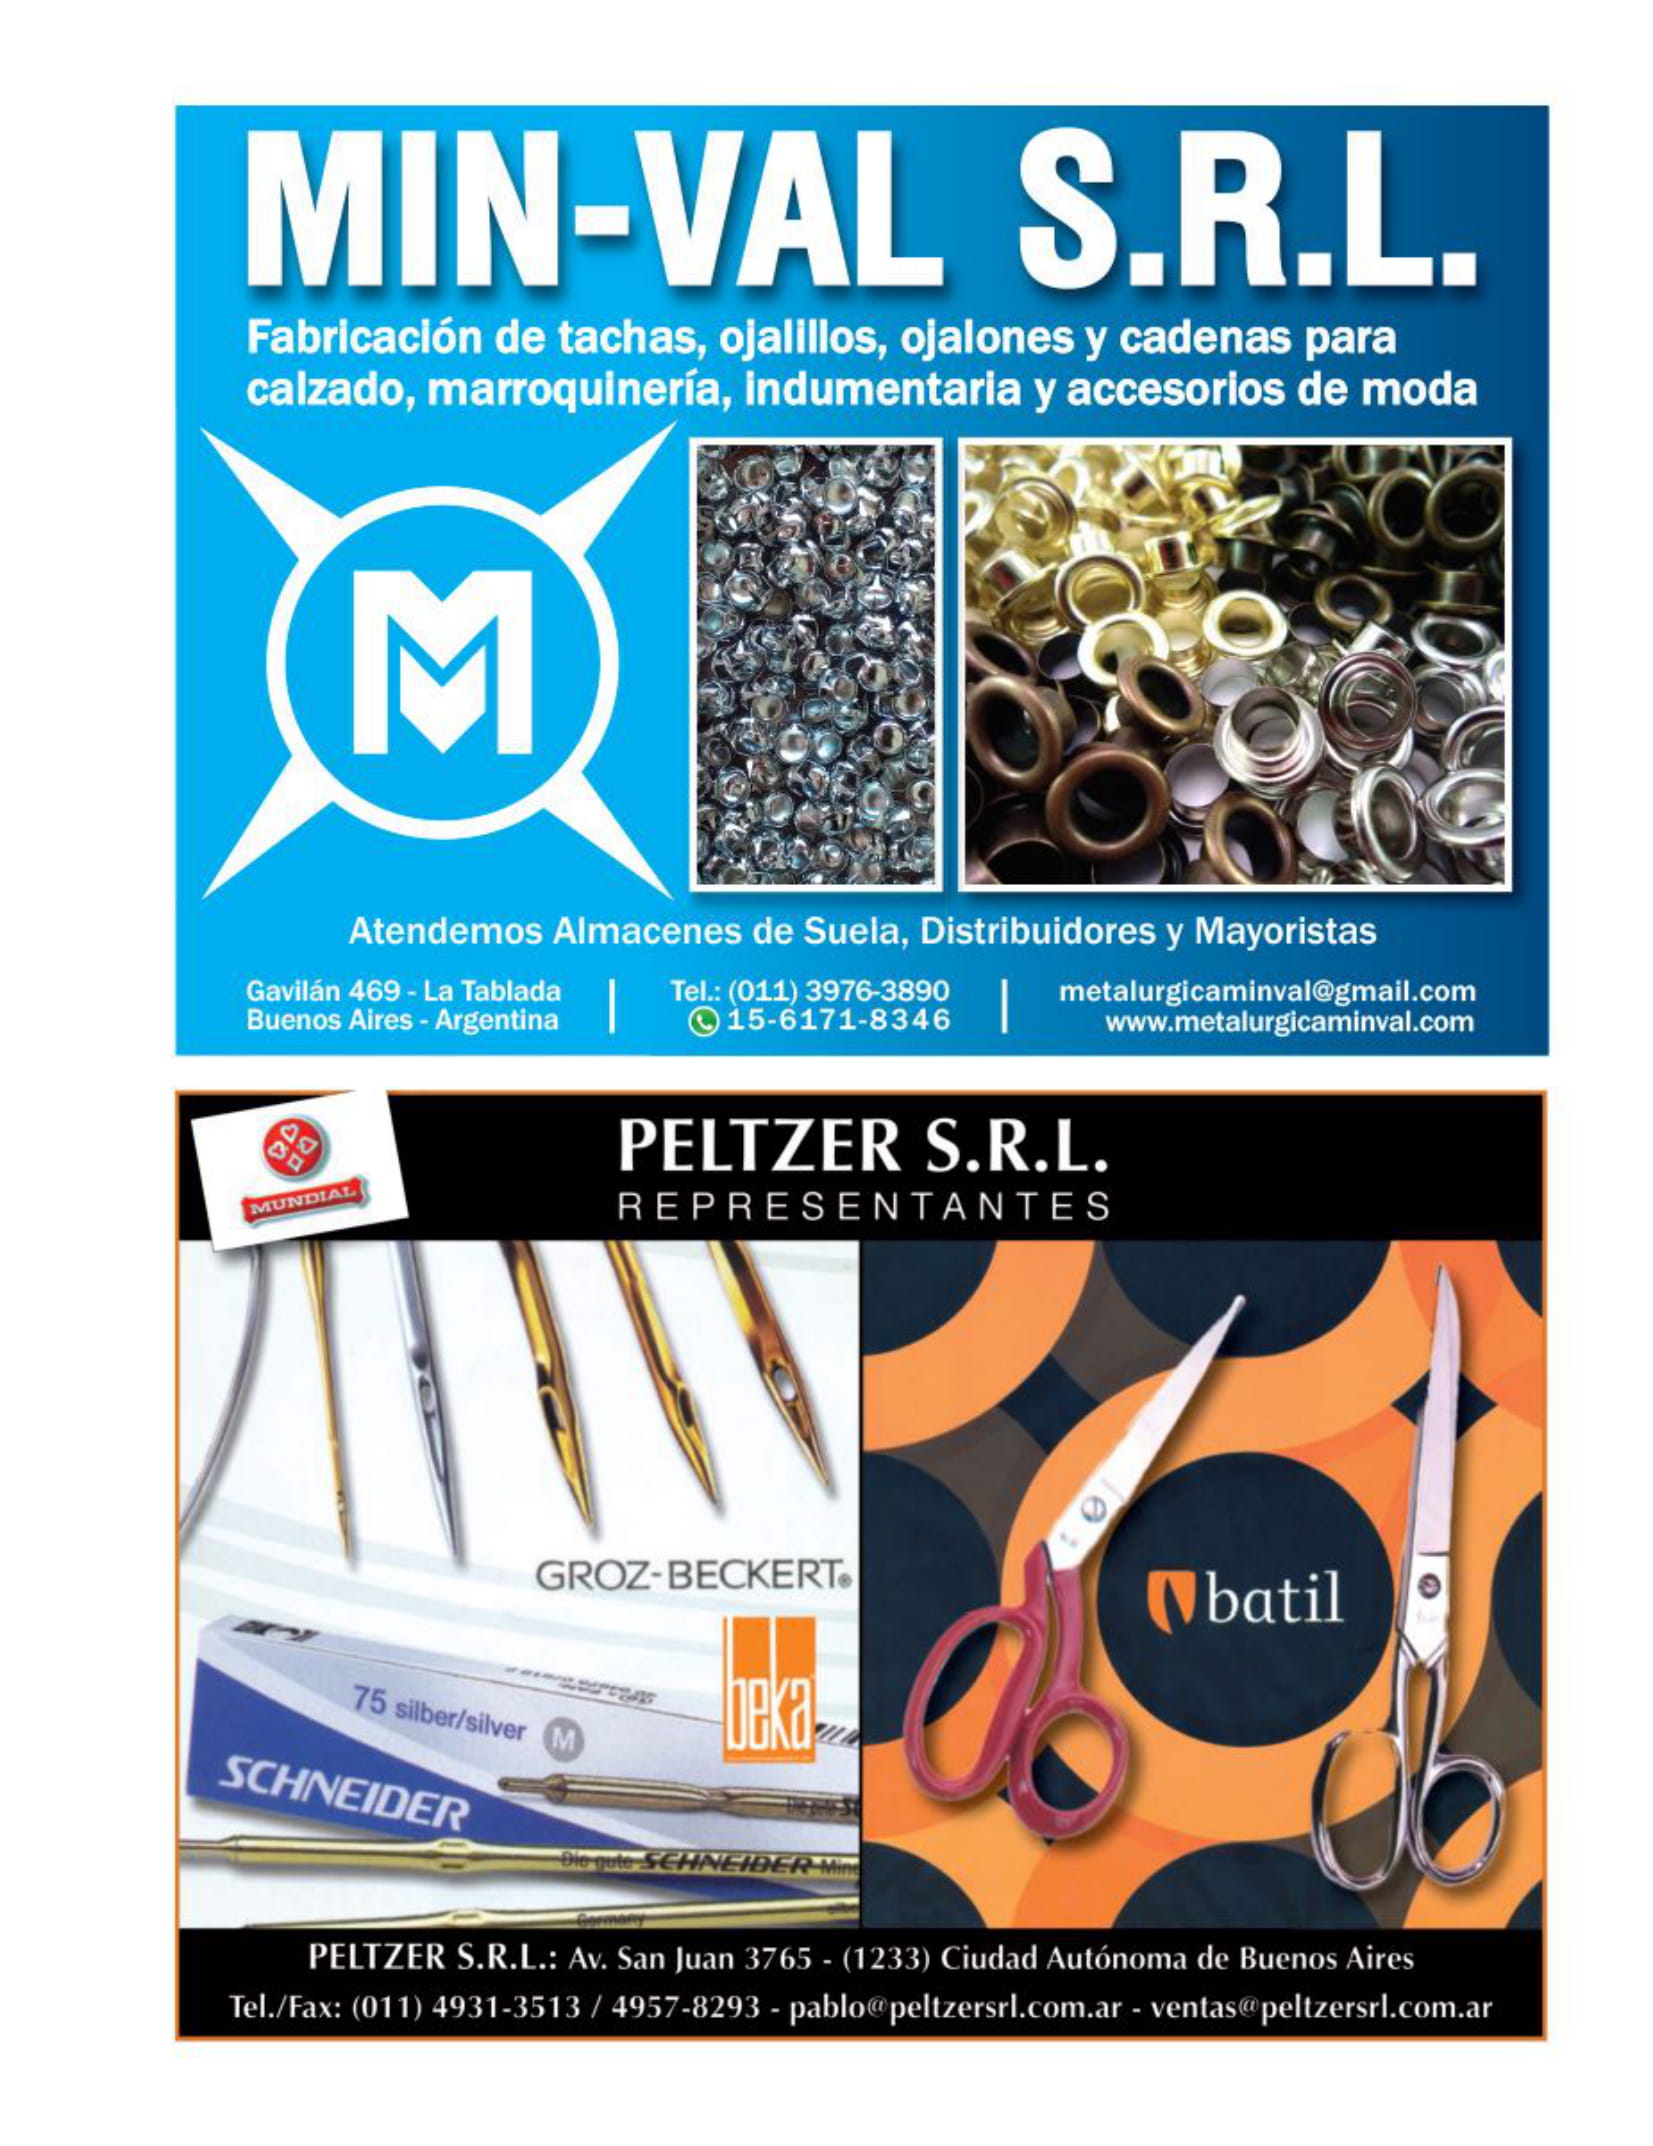 MIN-VAL S.R.L.
Fabricación de tachas, ojalillos, ojalones y cadenas para
calzado, marroquinería, indumentaria y accesorios de moda
M
Atendemos Almacenes de Suela, Distribuidores y Mayoristas
Gavilán 469 - La Tablada
Buenos Aires - Argentina
Tel.: (011) 3976-3890
15-6171-8346
metalurgicaminval@gmail.com
www.metalurgicaminval.com
MUNDIAL
PELTZER S.R.L.
REPRESENTANTES
GROZ-BECKERT®
beka
75 silber/silver M
SCHNEIDER
Die gute SCHNEIDER Mine
Germany
batil
PELTZER S.R.L.: Av. San Juan 3765 - (1233) Ciudad Autónoma de Buenos Aires
Tel./Fax: (011) 4931-3513 / 4957-8293 - pablo@peltzersrl.com.ar - ventas@peltzersrl.com.ar